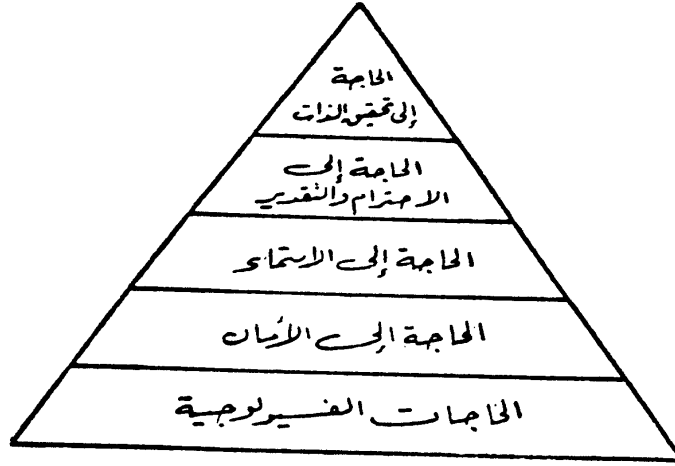 الحاجة
إلى تحقيق الذات
الحاجة إلى
الاحترام والتقدير
الحاجة إلى الانتماء
الحاجة إلى الأمان
الحاجات الفسيولوجية